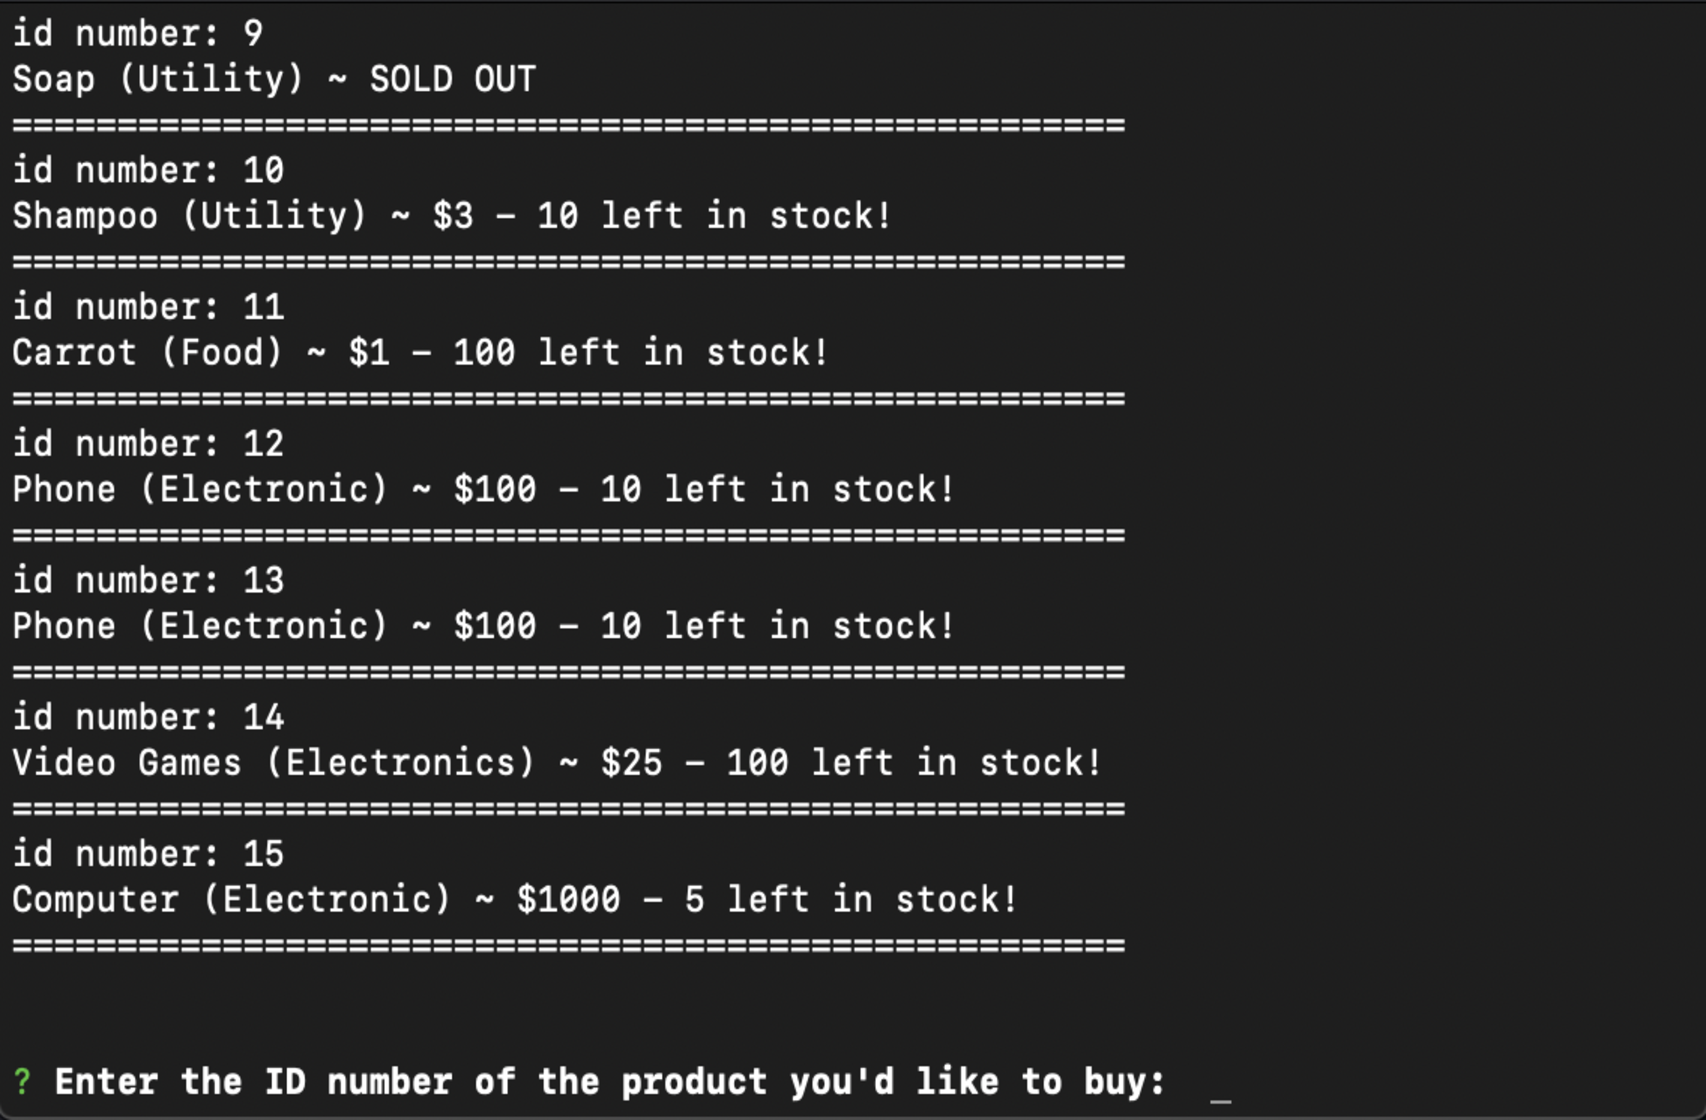 id number: 9
Soap (Utility) ~ SOLD OUT
=====================================================
id number: 10
Shampoo (Utility) ~ $3 – 10 left in stock!
=====================================================
id number: 11
Carrot (Food) ~ $1 – 100 left in stock!
=====================================================
id number: 12
Phone (Electronic) ~ $100 – 10 left in stock!
=====================================================
id number: 13
Phone (Electronic) ~ $100 – 10 left in stock!
=====================================================
id number: 14
Video Games (Electronics) ~ $25 – 100 left in stock!
=====================================================
id number: 15
Computer (Electronic) ~ $1000 – 5 left in stock!
=====================================================
? Enter the ID number of the product you'd like to buy: _